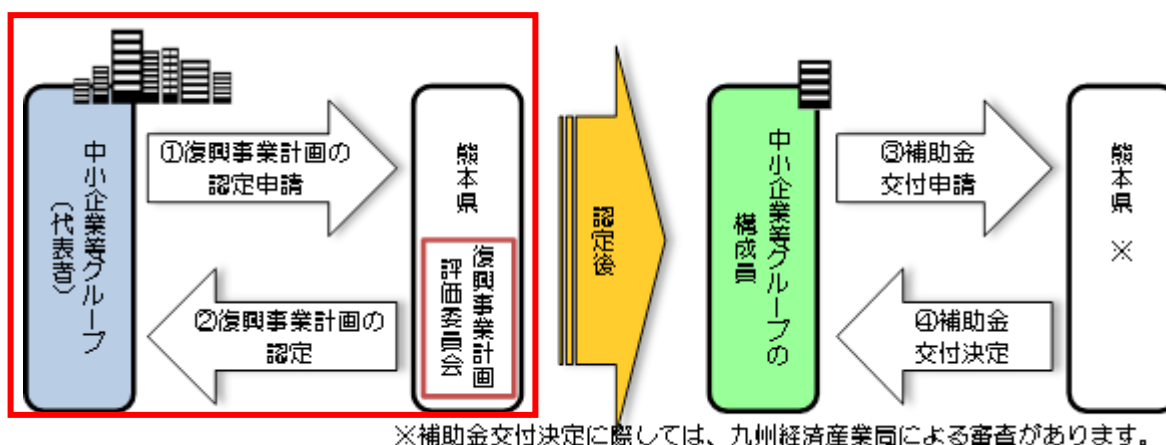 中小企業等グループ
（代表者）
①復興事業計画の
認定申請
②復興事業計画の
認定
熊本県
復興事業計画
評価委員会
認定後
中小企業等グループの
構成員
③補助金
交付申請
④補助金
交付決定
熊本県　※
※補助金交付決定に際しては、九州経済産業局による審査があります。